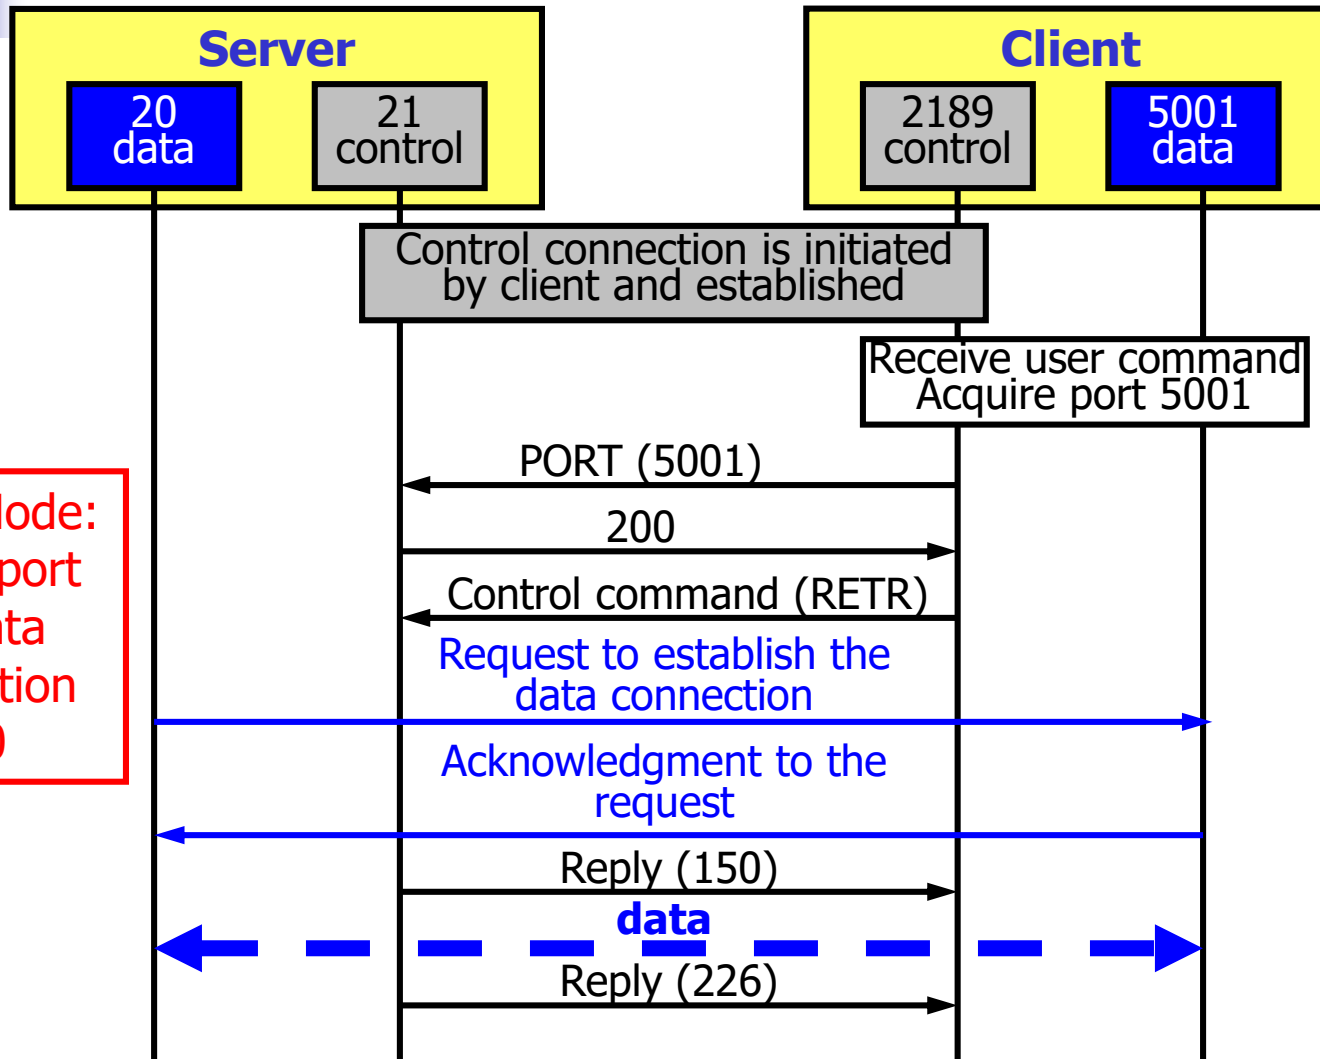 Server
Client
20
data
21
control
2189
control
5001
data
Control connection is initiated
by client and established
Receive user command
Acquire port 5001
PORT (5001)
200
Control command (RETR)
Request to establish the
data connection
Acknowledgment to the
request
Reply (150)
data
Reply (226)
port